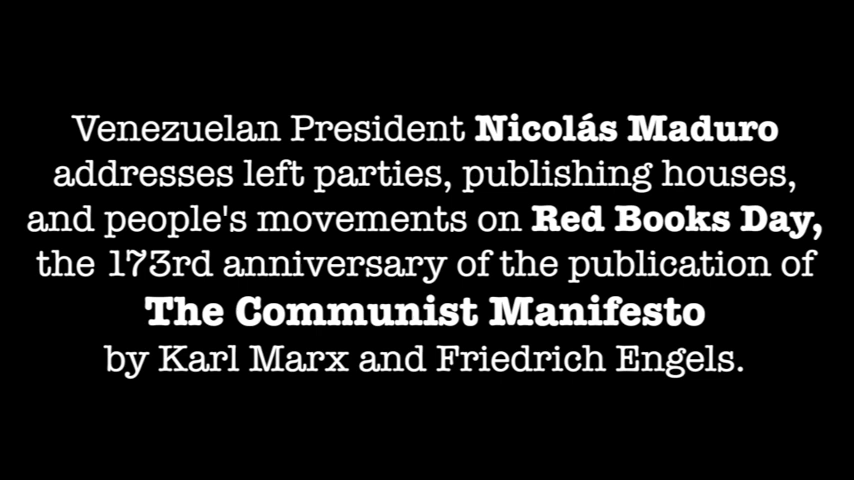 Venezuelan President Nicolás Maduro
addresses left parties, publishing houses,
and people's movements on Red Books Day,
the 173rd anniversary of the publication of
The Communist Manifesto
by Karl Marx and Friedrich Engels.